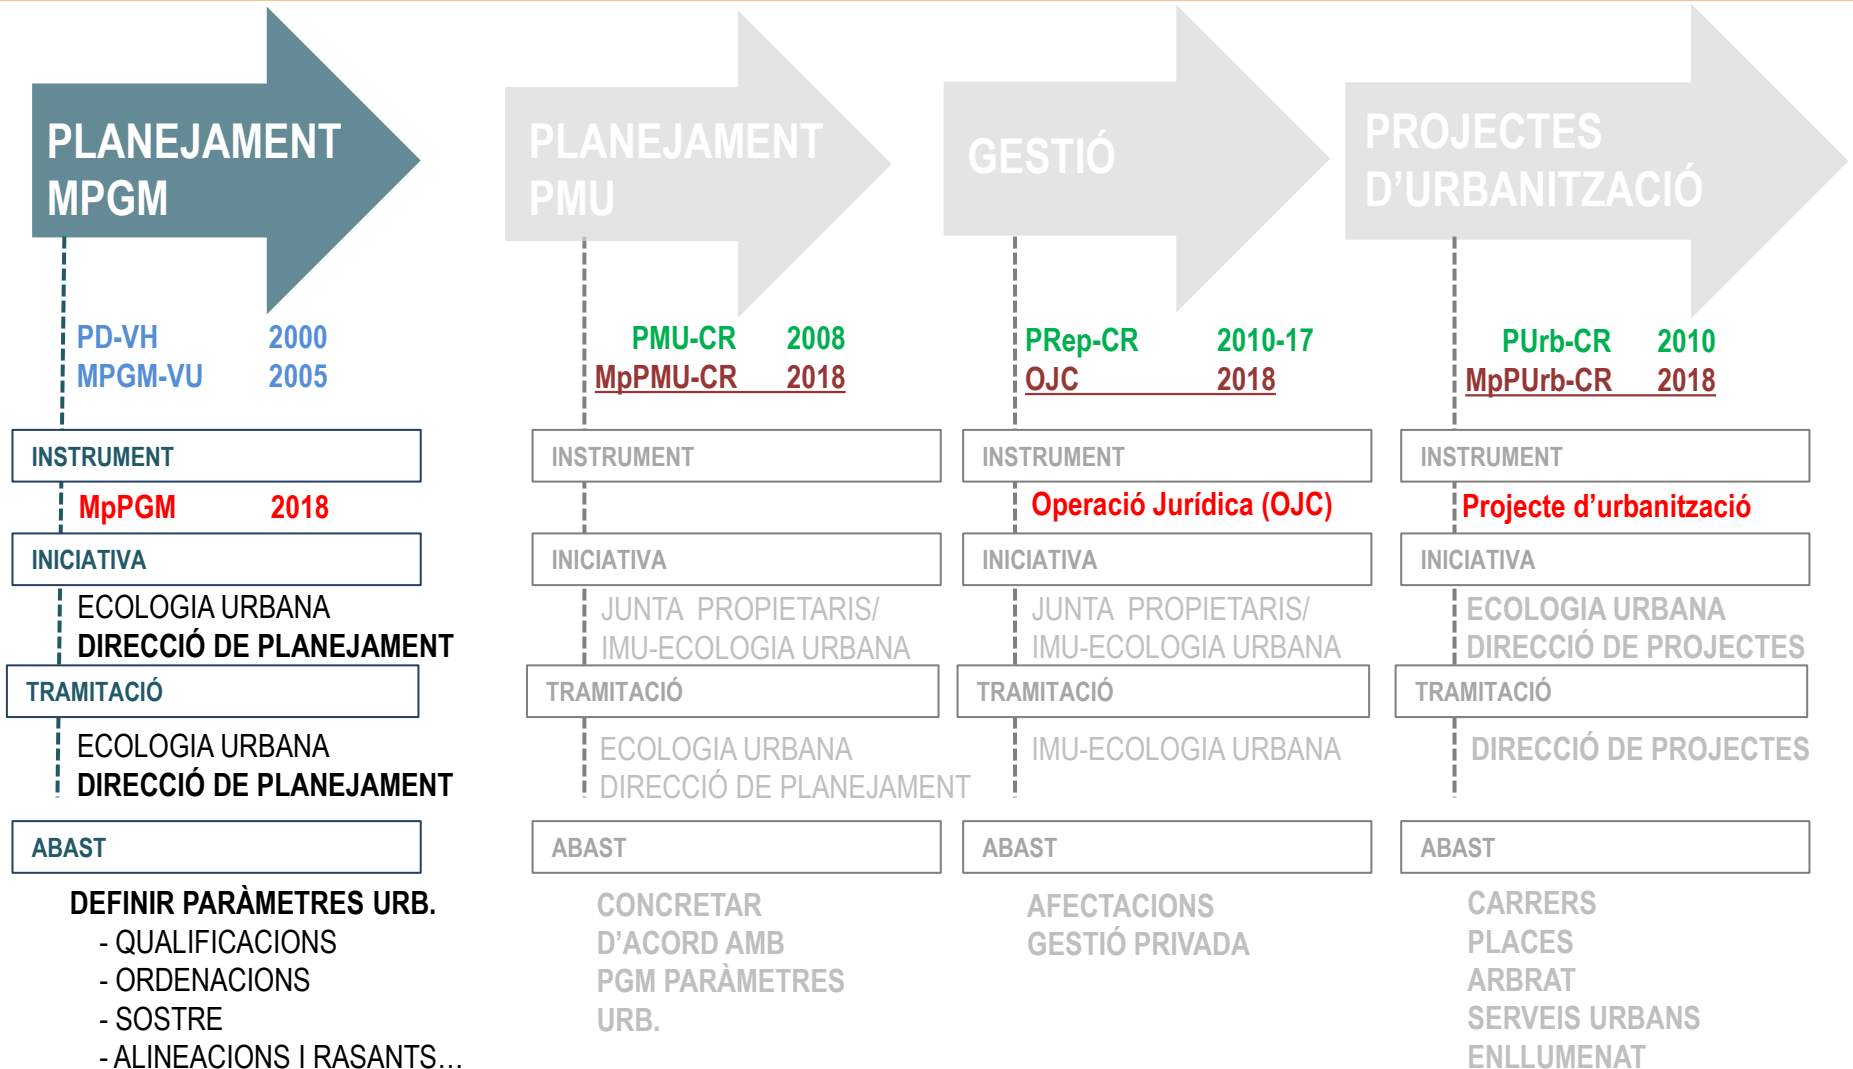 PLANEJAMENT
MPGM
PD-VH 2000
MPGM-VU 2005
INSTRUMENT
MpPGM 2018
INICIATIVA
ECOLOGIA URBANA
DIRECCIÓ DE PLANEJAMENT
TRAMITACIÓ
ECOLOGIA URBANA
DIRECCIÓ DE PLANEJAMENT
ABAST
DEFINIR PARÀMETRES URB.
- QUALIFICACIONS
- ORDENACIONS
- SOSTRE
- ALINEACIONS I RASANTS...
PLANEJAMENT
PMU
PMU-CR 2008
MpPMU-CR 2018
INSTRUMENT
INICIATIVA
JUNTA PROPIETARIS/
IMU-ECOLOGIA URBANA
TRAMITACIÓ
ECOLOGIA URBANA
DIRECCIÓ DE PLANEJAMENT
ABAST
CONCRETAR
D'ACORD AMB
PGM PARÀMETRES
URB.
GESTIÓ
PRep-CR 2010-17
OJC 2018
INSTRUMENT
Operació Jurídica (OJC)
INICIATIVA
JUNTA PROPIETARIS/
IMU-ECOLOGIA URBANA
TRAMITACIÓ
IMU-ECOLOGIA URBANA
ABAST
AFECTACIONS
GESTIÓ PRIVADA
PROJECTES
D'URBANITZACIÓ
PUrb-CR 2010
MpPUrb-CR 2018
INSTRUMENT
Projecte d'urbanització
INICIATIVA
ECOLOGIA URBANA
DIRECCIÓ DE PROJECTES
TRAMITACIÓ
DIRECCIÓ DE PROJECTES
ABAST
CARRERS
PLACES
ARBRAT
SERVEIS URBANS
ENLLUMENAT